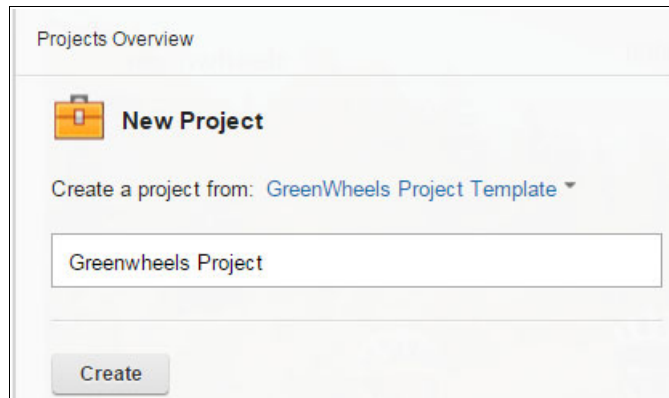 Projects Overview
New Project
Create a project from: GreenWheels Project Template
Greenwheels Project
Create